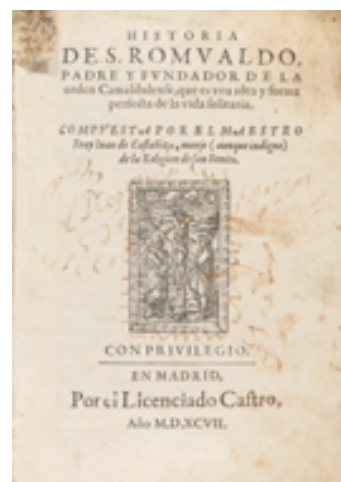 HISTORIA
DE S. ROMVALDO,
PADRE Y FVNDADOR DE LA
orden Camaldulense, que es vna idea y forma
perfecta de la vida solitaria.
COMPVESTA POR EL MAESTRO
fray Iuan de Castañiza, monje (aunque indigno)
de la Religion de san Benito.
CON PRIVILEGIO,
EN MADRID,
Por el Licenciado Castro,
Año M.D.XCVII.